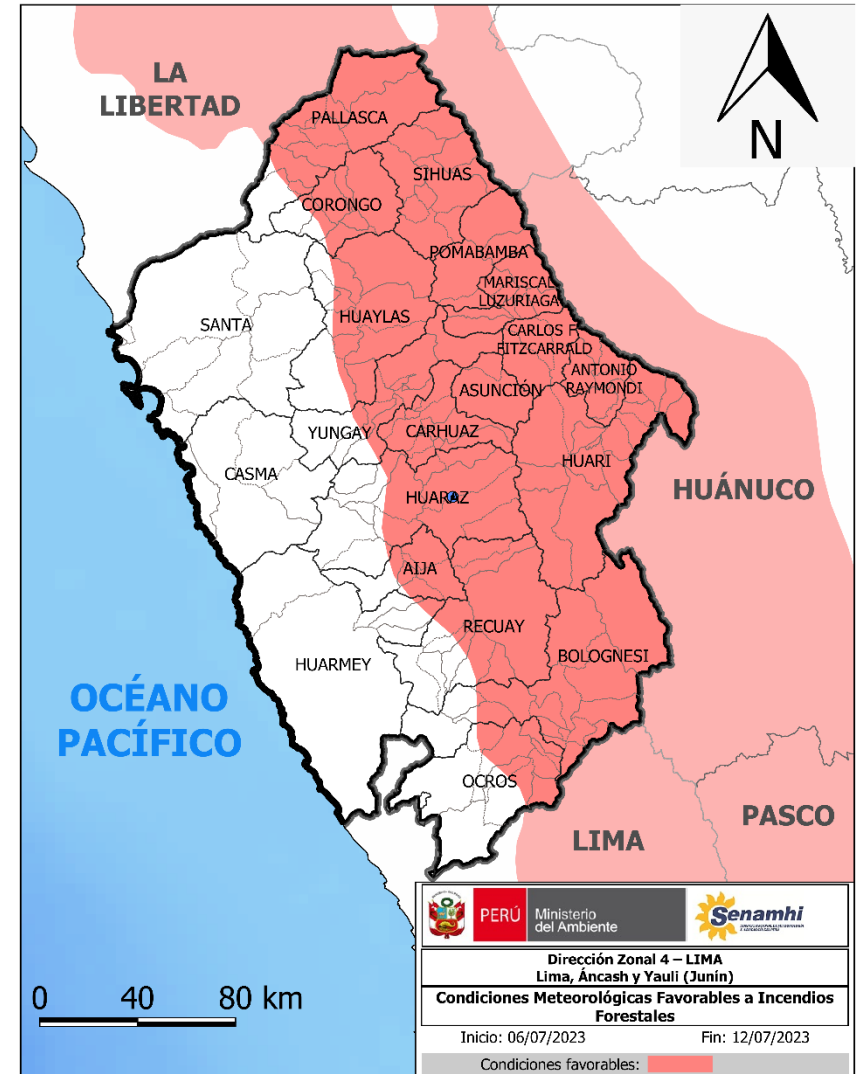 LA
LIBERTAD
N
PALLASCA
SIHUAS
CORONGO
POMABAMBA
MARISCAL
LUZURIAGA
SANTA
HUAYLAS
CARLOS F.
FITZCARRALD
ANTONIO
RAYMONDI
ASUNCIÓN
YUNGAY
CARHUAZ
CASMA
HUARI
HUARAZ
HUÁNUCO
AIJA
RECUAY
HUARMEY
BOLOGNESI
OCÉANO
PACÍFICO
OCROS
PASCO
LIMA
PERÚ
Ministerio
del Ambiente
Senamhi
Dirección Zonal 4 – LIMA
Lima, Áncash y Yauli (Junín)
Condiciones Meteorológicas Favorables a Incendios
Forestales
Inicio: 06/07/2023 Fin: 12/07/2023
Condiciones favorables:
0 40 80 km